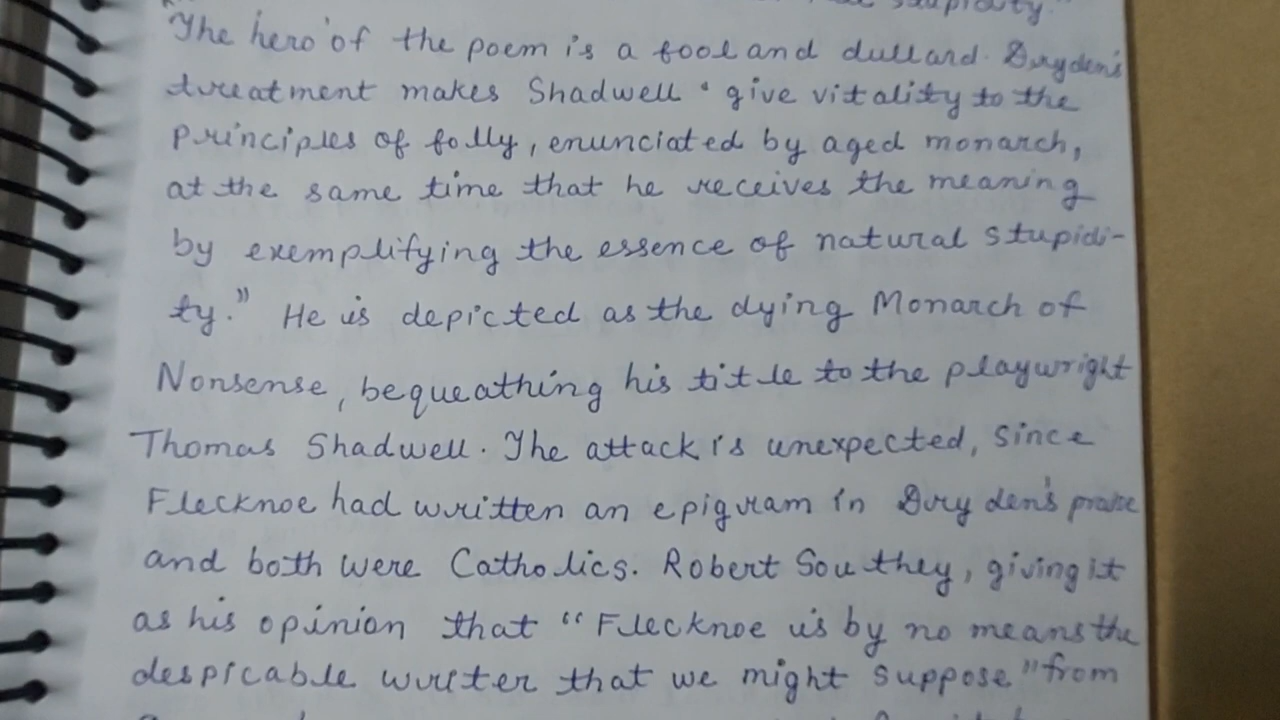 stupidity."
The hero of the poem is a fool and dullard. Dryden's
treatment makes Shadwell "give vitality to the
principles of folly, enunciated by aged monarch,
at the same time that he receives the meaning
by exemplifying the essence of natural stupidi-
ty." He is depicted as the dying Monarch of
Nonsense, bequeathing his title to the playwright
Thomas Shadwell. The attack is unexpected, since
Flecknoe had written an epigram in Dryden's praise
and both were Catholics. Robert Southey, giving it
as his opinion that "Flecknoe is by no means the
despicable writer that we might suppose" from